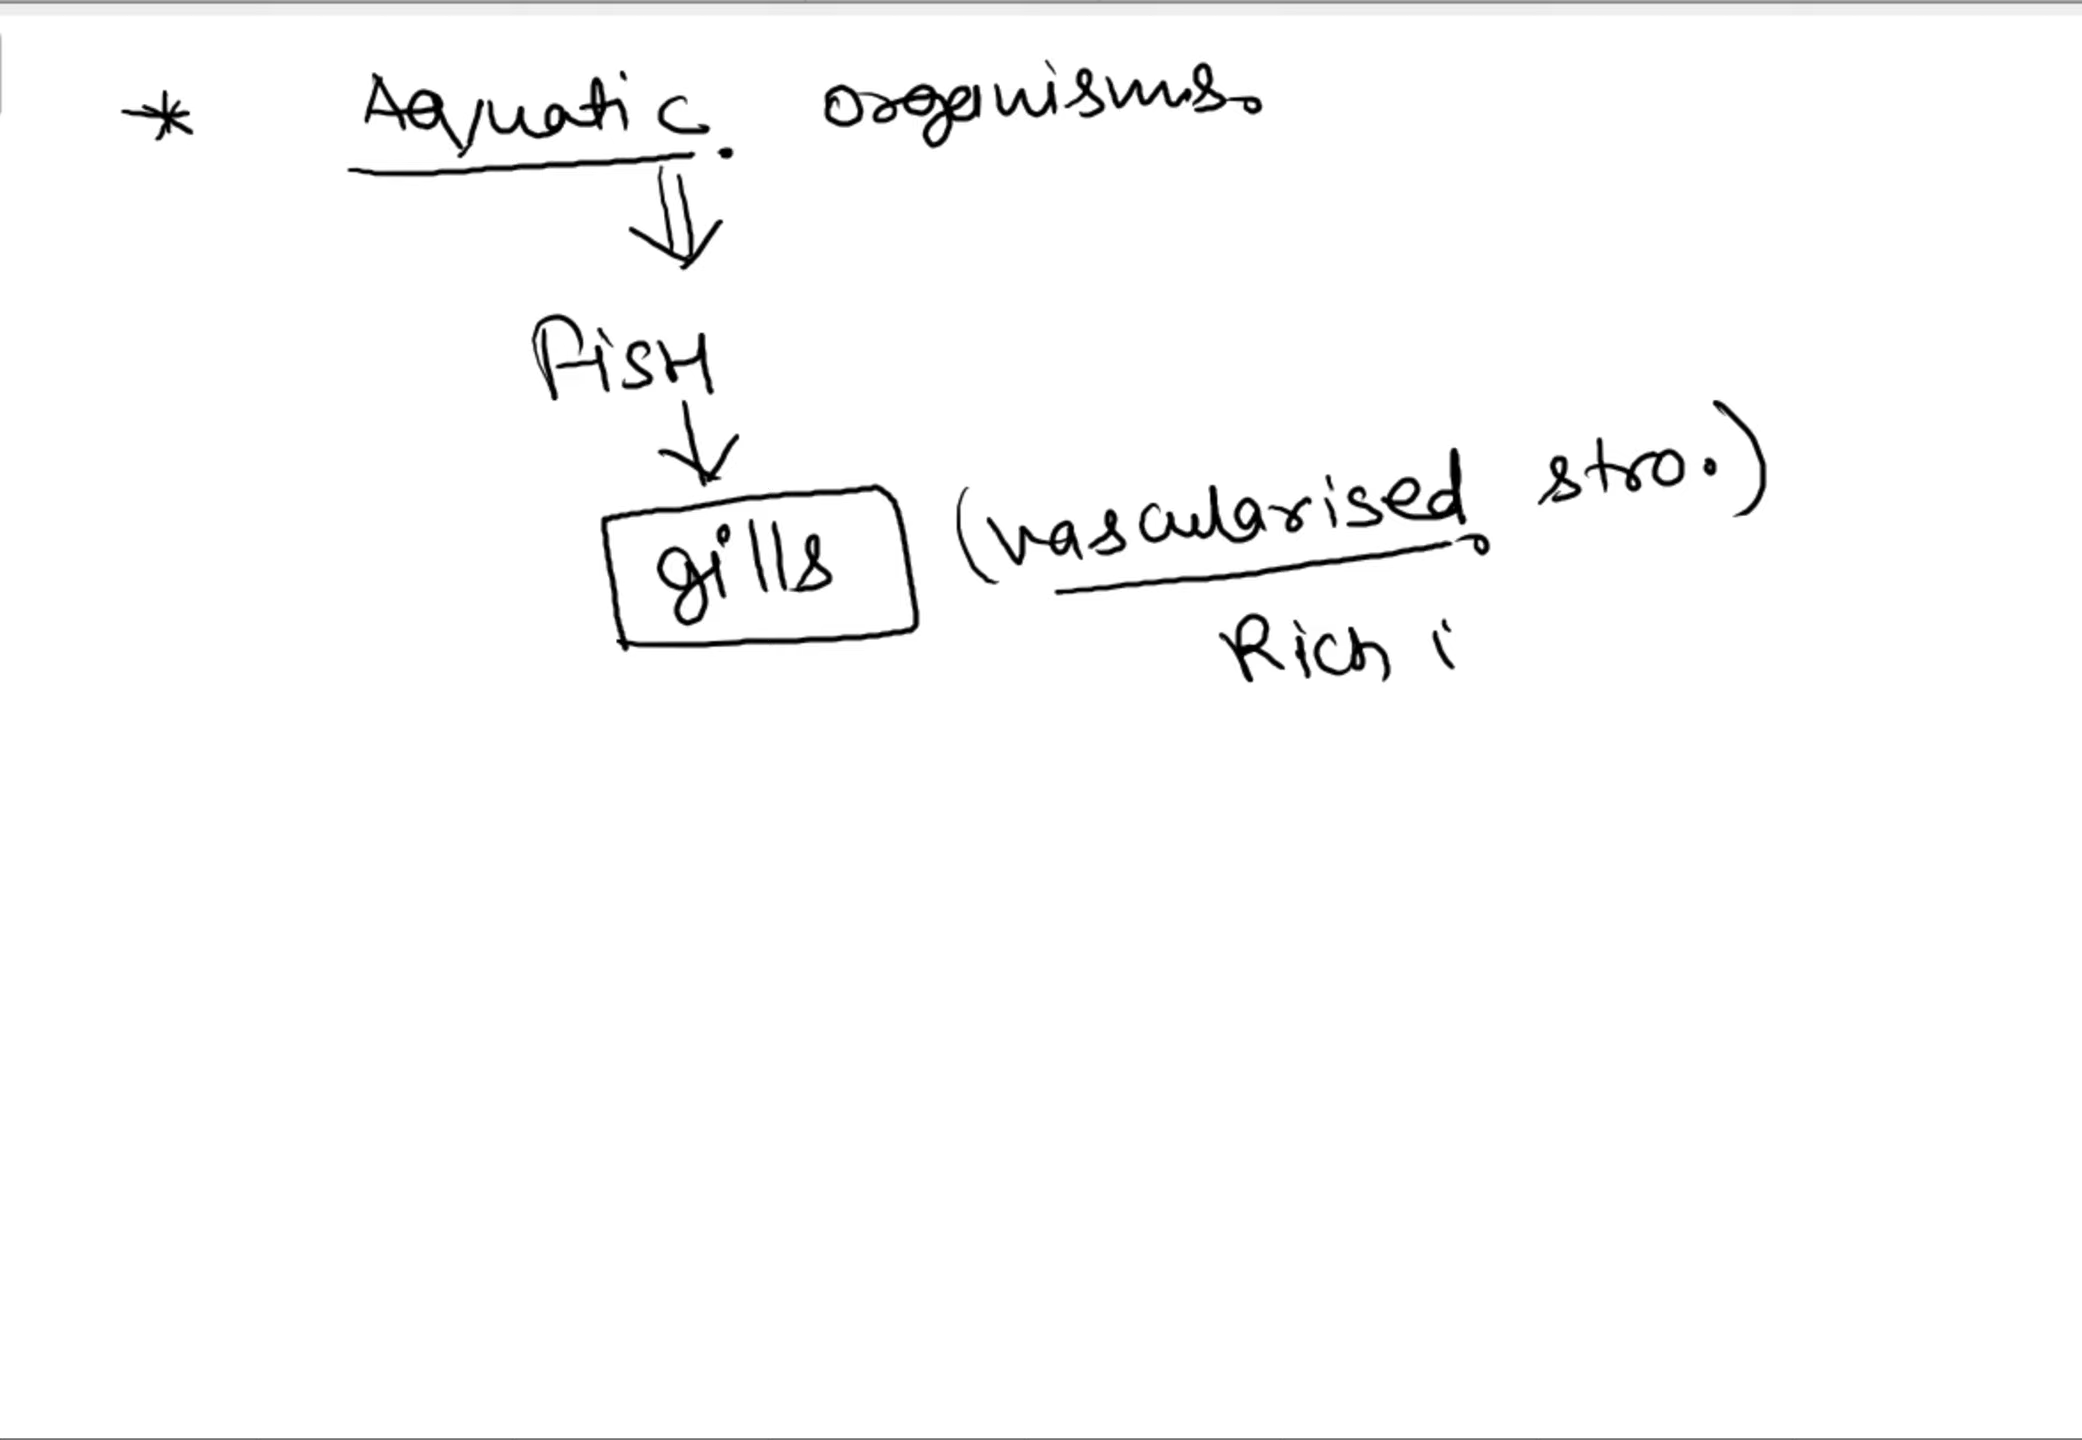 * Aquatic. organisms.
FisH
gills (vascularised stro.)
Rich i